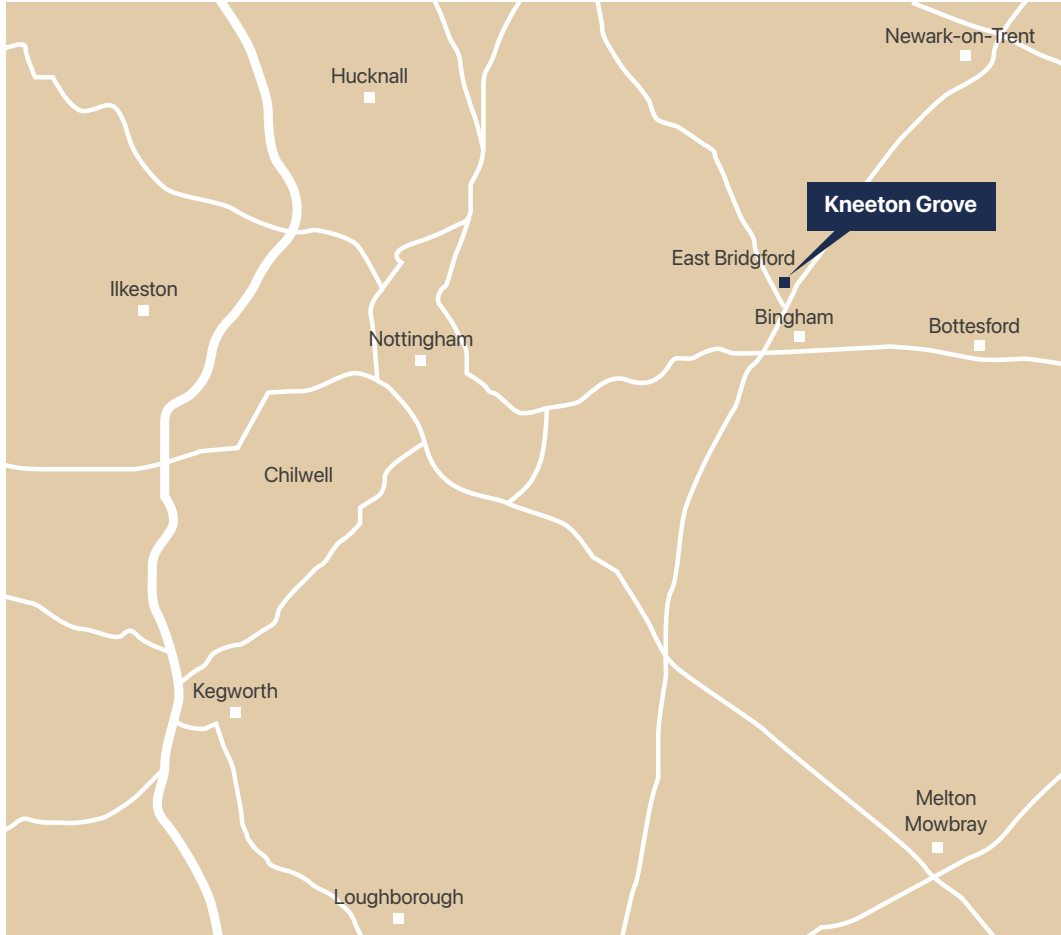 Newark-on-Trent
Hucknall
Kneeton Grove
East Bridgford
Ilkeston
Bingham
Bottesford
Nottingham
Chilwell
Kegworth
Melton
Mowbray
Loughborough